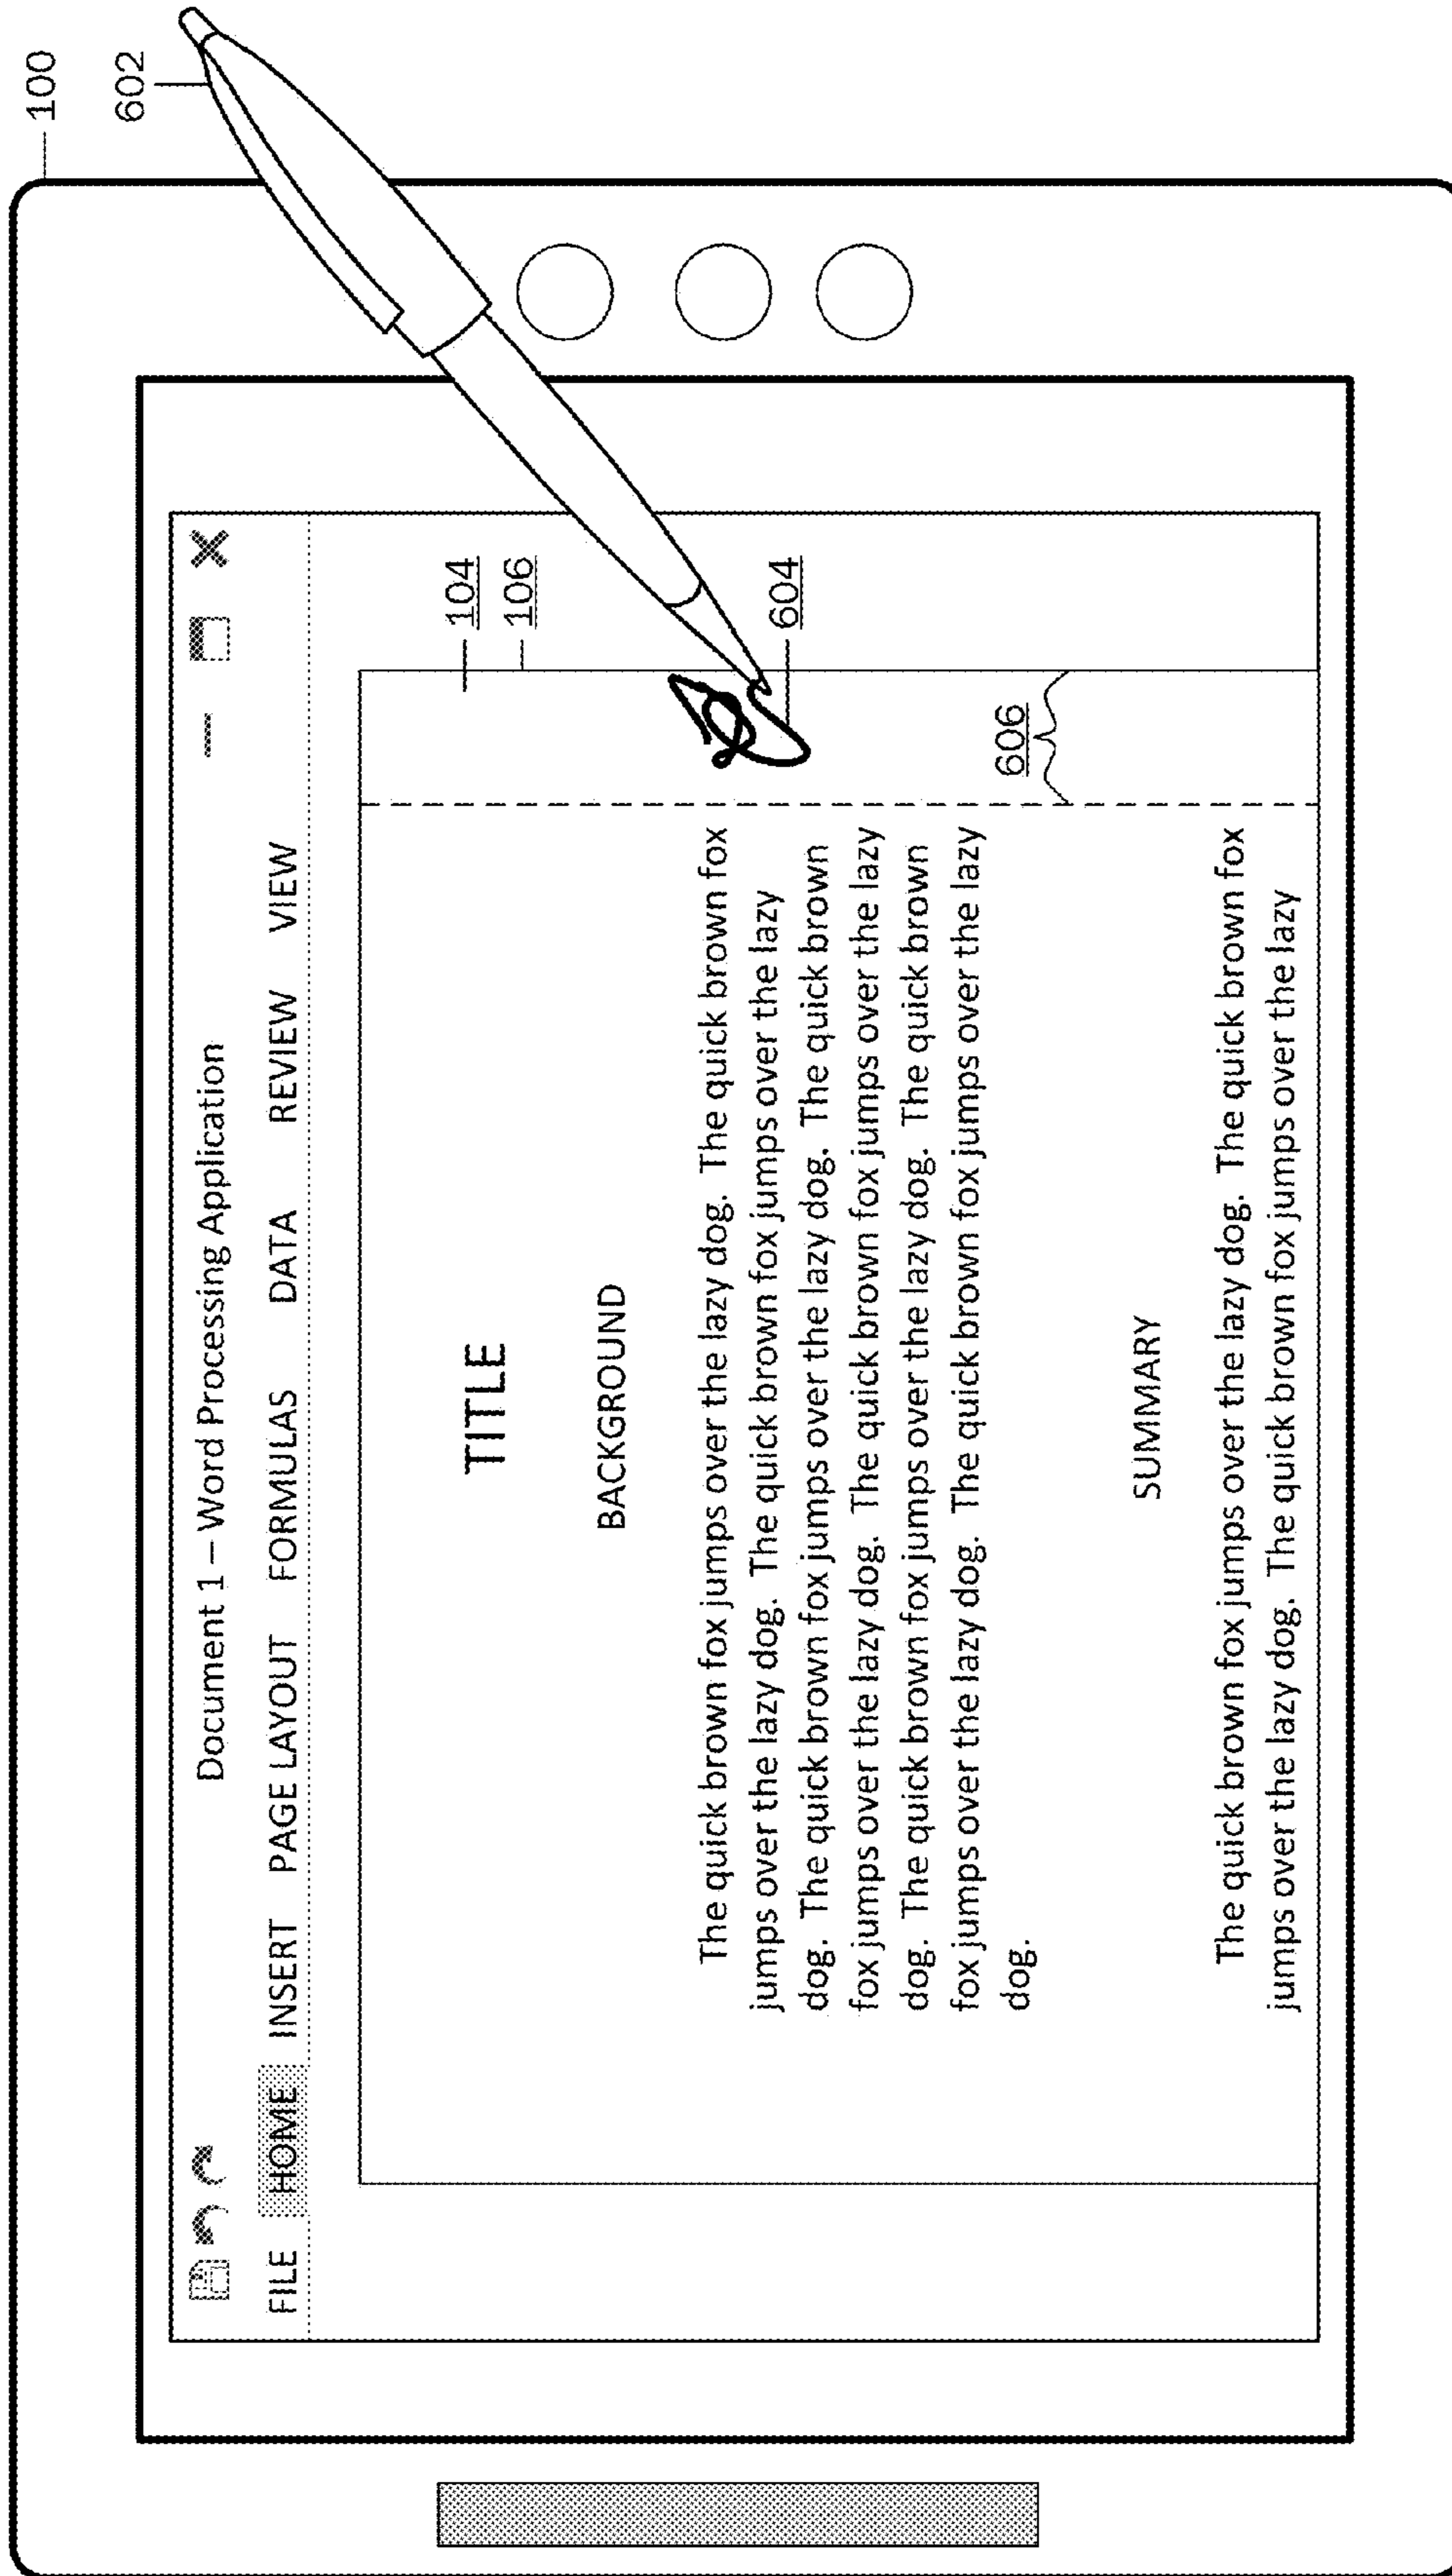 100
602
Document 1 – Word Processing Application
FILE HOME INSERT PAGE LAYOUT FORMULAS DATA REVIEW VIEW
104
106
TITLE
BACKGROUND
The quick brown fox jumps over the lazy dog. The quick brown fox
jumps over the lazy dog. The quick brown fox jumps over the lazy
dog. The quick brown fox jumps over the lazy dog. The quick brown
fox jumps over the lazy dog. The quick brown fox jumps over the lazy
dog. The quick brown fox jumps over the lazy dog. The quick brown
fox jumps over the lazy dog. The quick brown fox jumps over the lazy
dog.
604
606
SUMMARY
The quick brown fox jumps over the lazy dog. The quick brown fox
jumps over the lazy dog. The quick brown fox jumps over the lazy